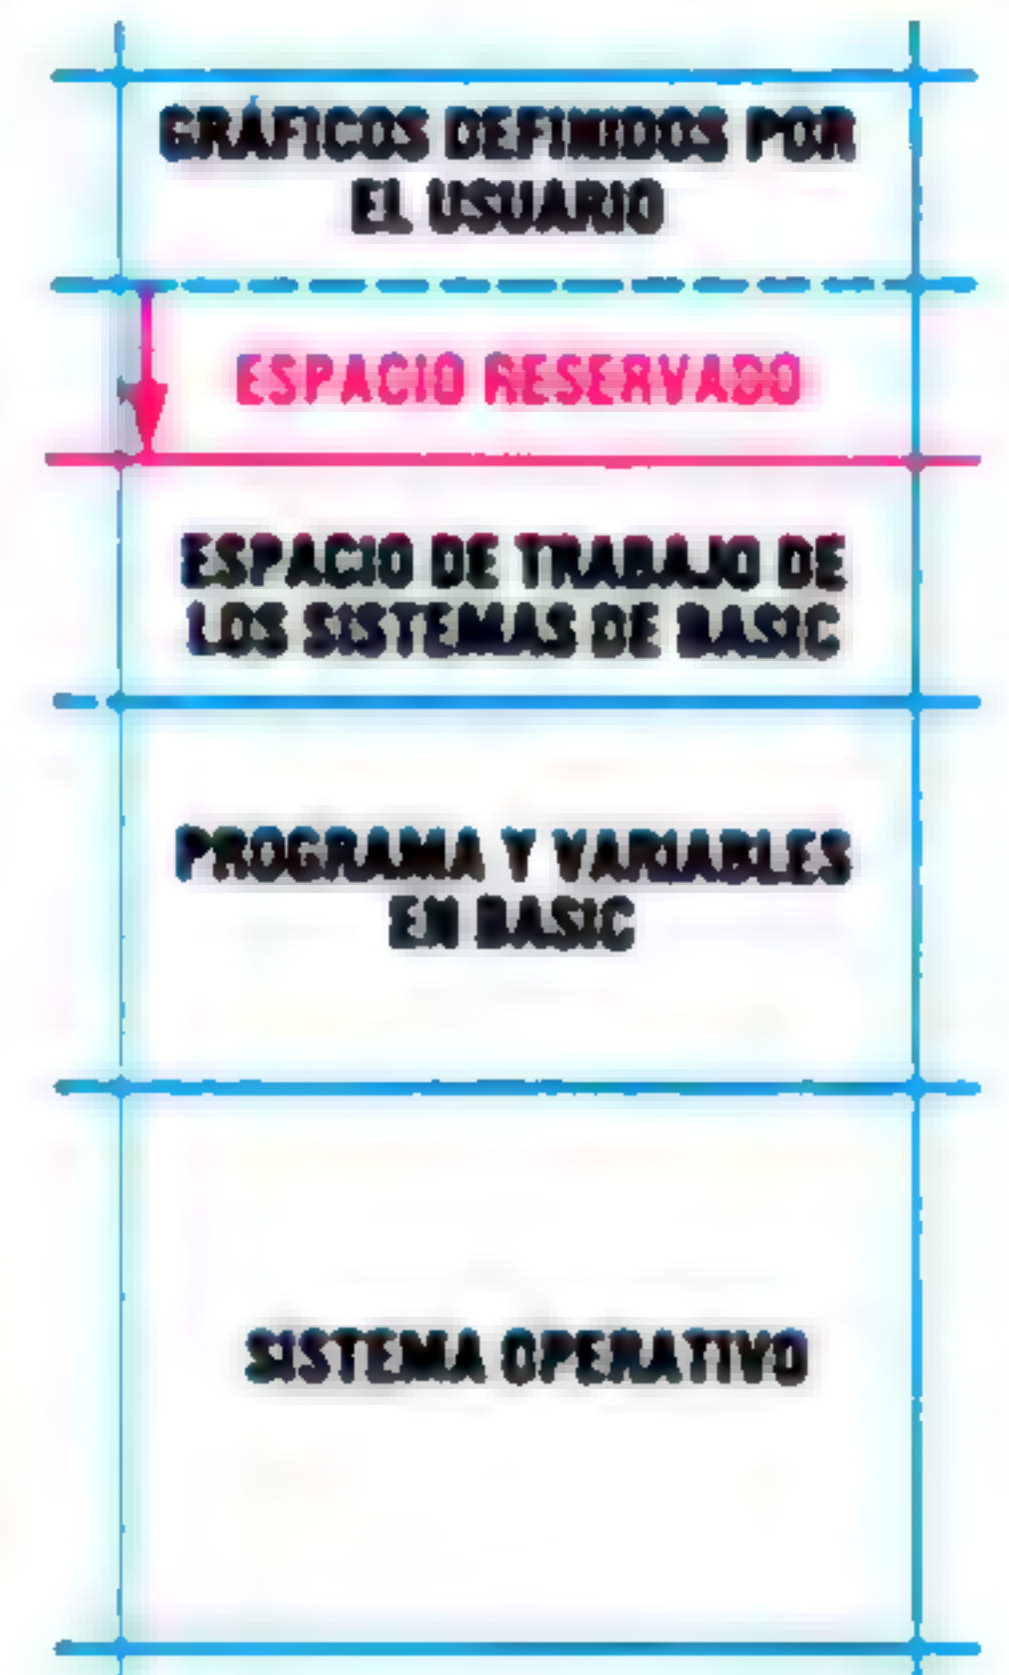 GRÁFICOS DEFINIDOS POR
EL USUARIO
ESPACIO RESERVADO
ESPACIO DE TRABAJO DE
LOS SISTEMAS DE BASIC
PROGRAMA Y VARIABLES
EN BASIC
SISTEMA OPERATIVO